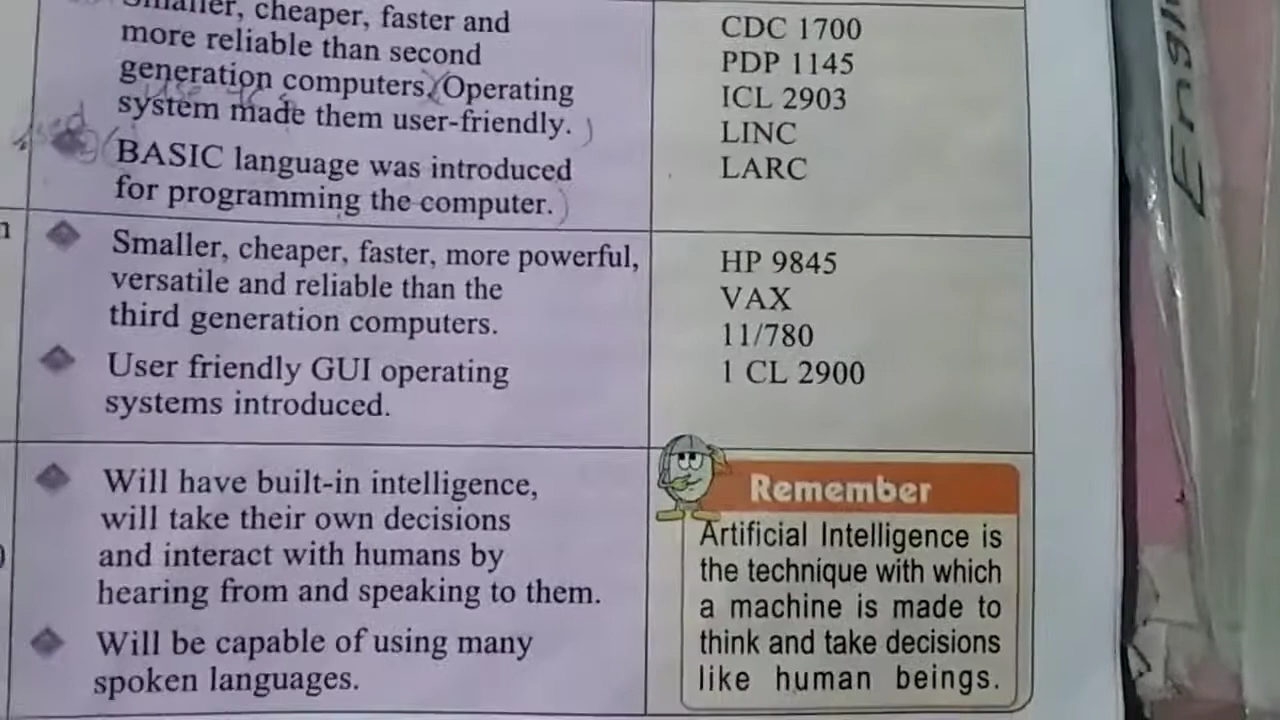 Smaller, cheaper, faster and
more reliable than second
generation computers. Operating
system made them user-friendly.
BASIC language was introduced
for programming the computer.
CDC 1700
PDP 1145
ICL 2903
LINC
LARC
Smaller, cheaper, faster, more powerful,
versatile and reliable than the
third generation computers.
User friendly GUI operating
systems introduced.
HP 9845
VAX
11/780
1 CL 2900
Will have built-in intelligence,
will take their own decisions
and interact with humans by
hearing from and speaking to them.
Will be capable of using many
spoken languages.
Remember
Artificial Intelligence is
the technique with which
a machine is made to
think and take decisions
like human beings.